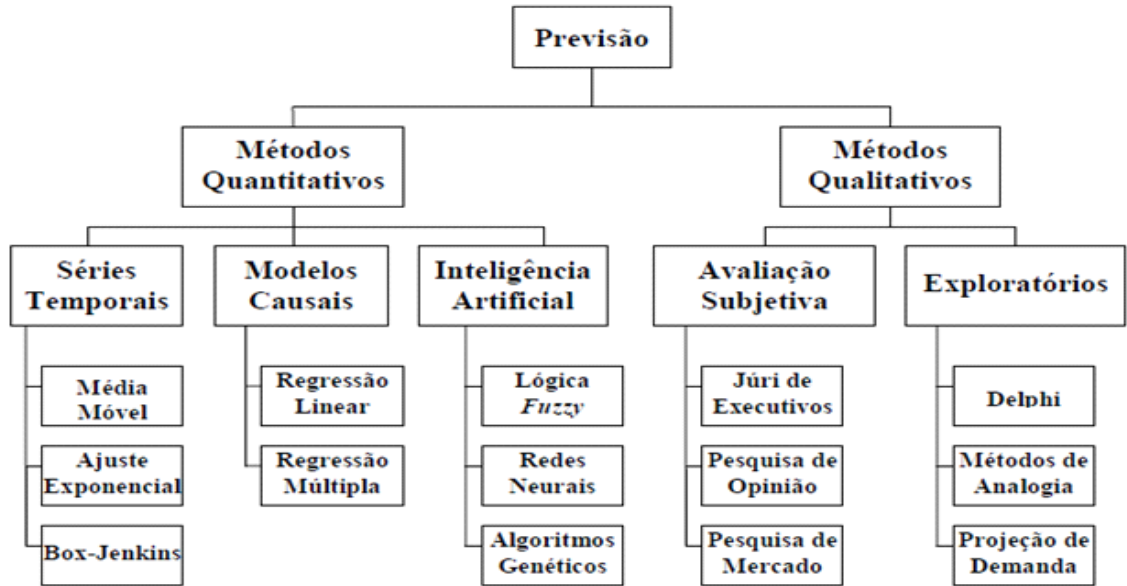 Previsão
Métodos
Quantitativos
Métodos
Qualitativos
Séries
Temporais
Modelos
Causais
Inteligência
Artificial
Avaliação
Subjetiva
Exploratórios
Média
Móvel
Ajuste
Exponencial
Box-Jenkins
Regressão
Linear
Regressão
Múltipla
Lógica
Fuzzy
Redes
Neurais
Algoritmos
Genéticos
Júri de
Executivos
Pesquisa de
Opinião
Pesquisa de
Mercado
Delphi
Métodos de
Analogia
Projeção de
Demanda